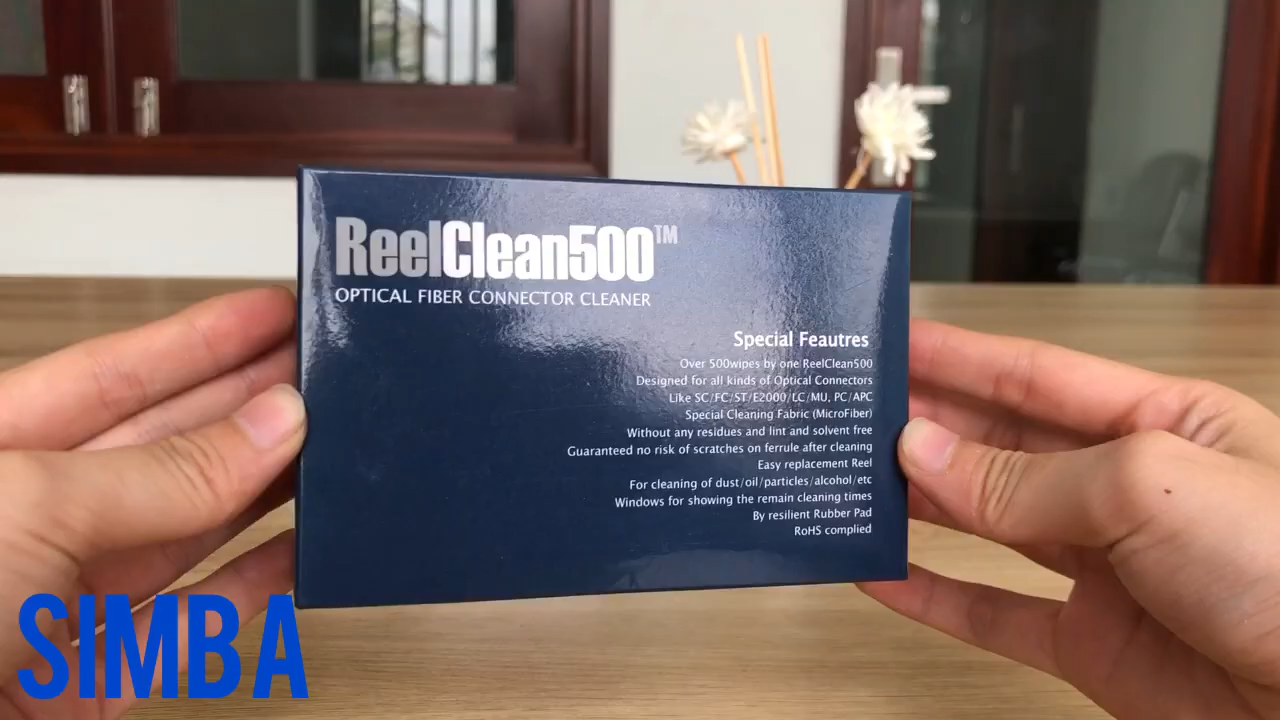 ReelClean500™
OPTICAL FIBER CONNECTOR CLEANER
Special Feautres
Over 500wipes by one ReelClean500
Designed for all kinds of Optical Connectors
Like SC/FC/ST/E2000/LC/MU, PC/APC
Special Cleaning Fabric (MicroFiber)
Without any residues and lint and solvent free
Guaranteed no risk of scratches on ferrule after cleaning
Easy replacement Reel
For cleaning of dust/oil/particles/alcohol/etc
Windows for showing the remain cleaning times
By resilient Rubber Pad
RoHS complied
SIMBA